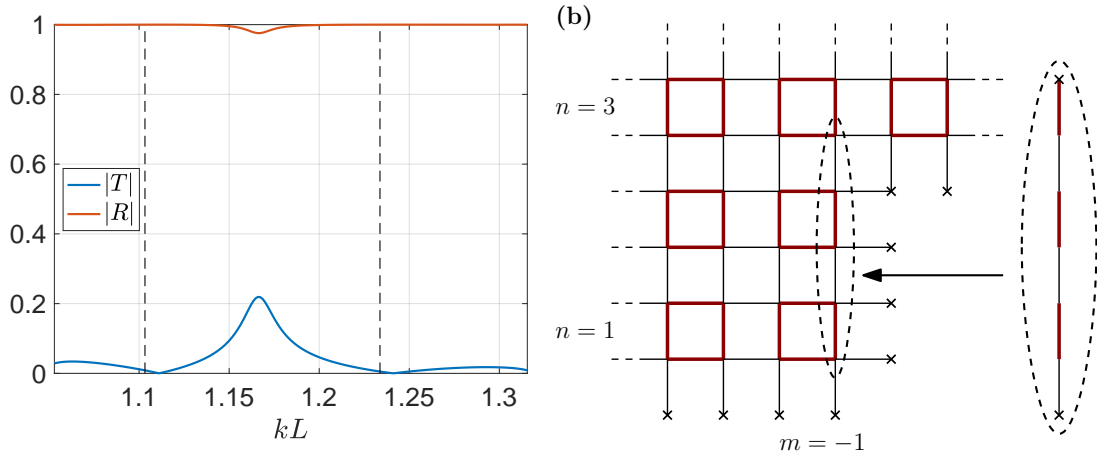 1
0.8
0.6
0.4
0.2
0
|T|
|R|
1.1
1.15
1.2
1.25
1.3
kL
(b)
n = 3
n = 1
m = −1